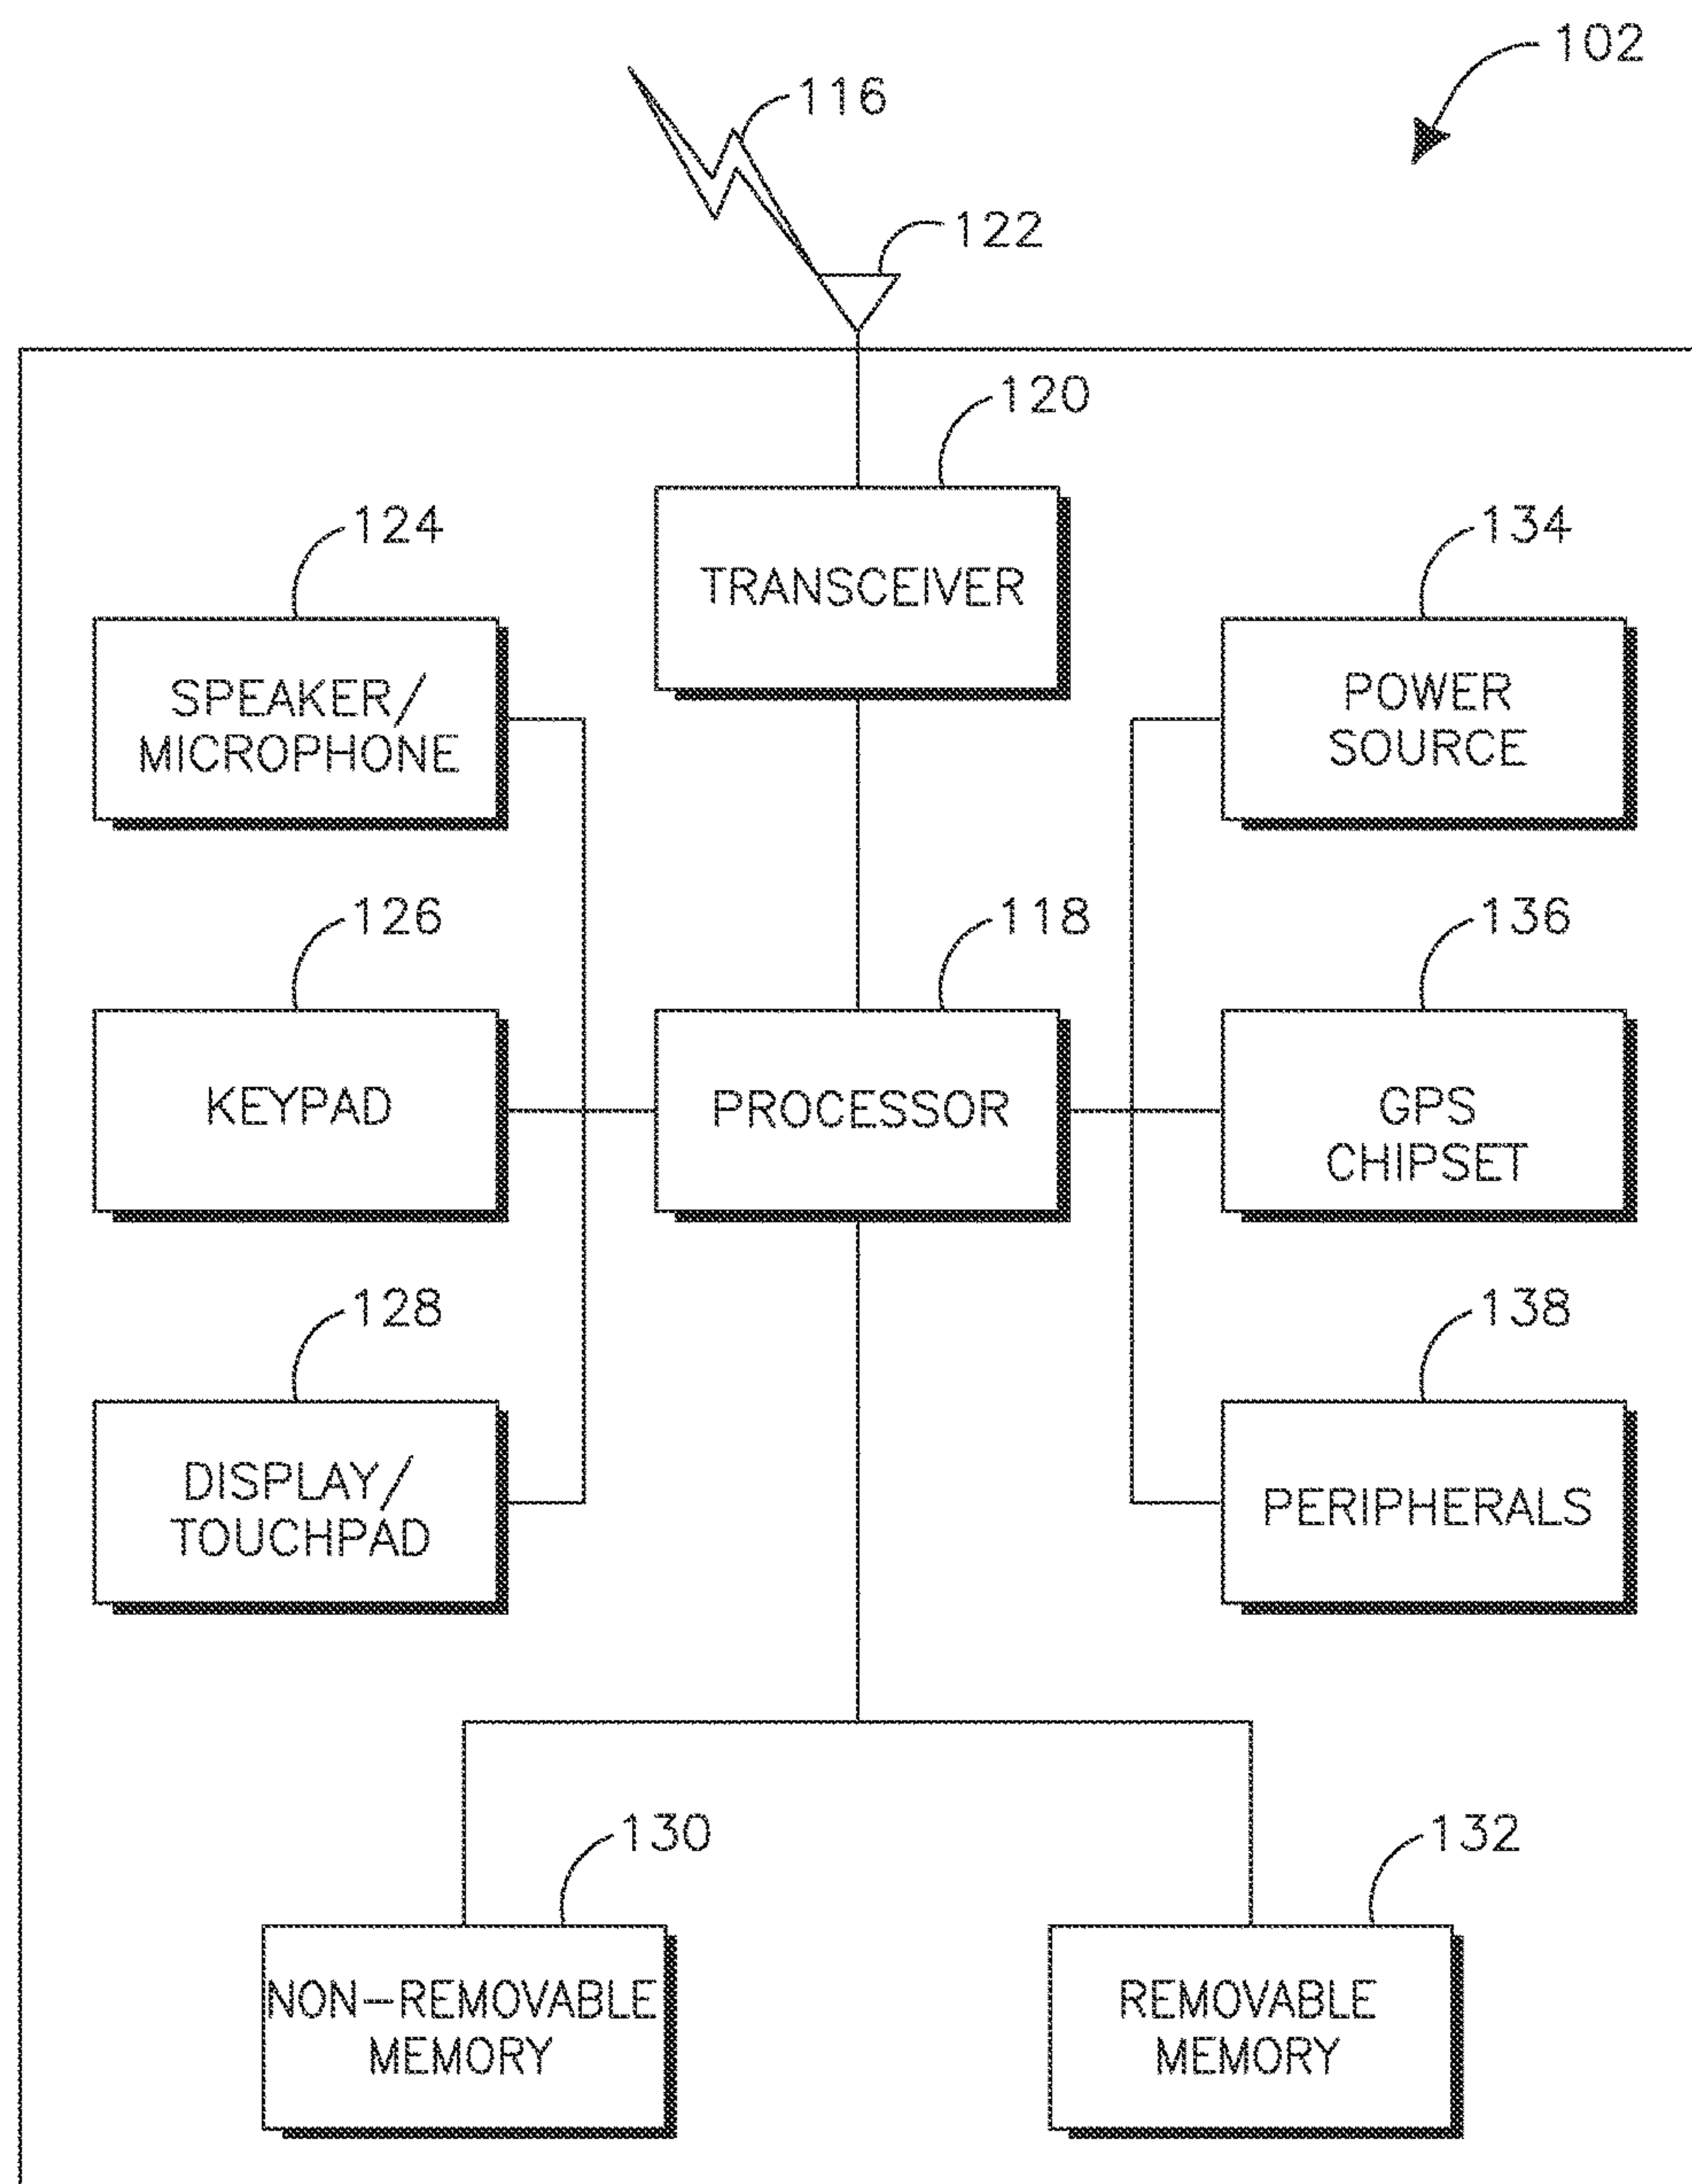 102
116
122
120
TRANSCEIVER
124
SPEAKER/
MICROPHONE
134
POWER
SOURCE
126
KEYPAD
118
PROCESSOR
136
GPS
CHIPSET
128
DISPLAY/
TOUCHPAD
138
PERIPHERALS
130
NON-REMOVABLE
MEMORY
132
REMOVABLE
MEMORY